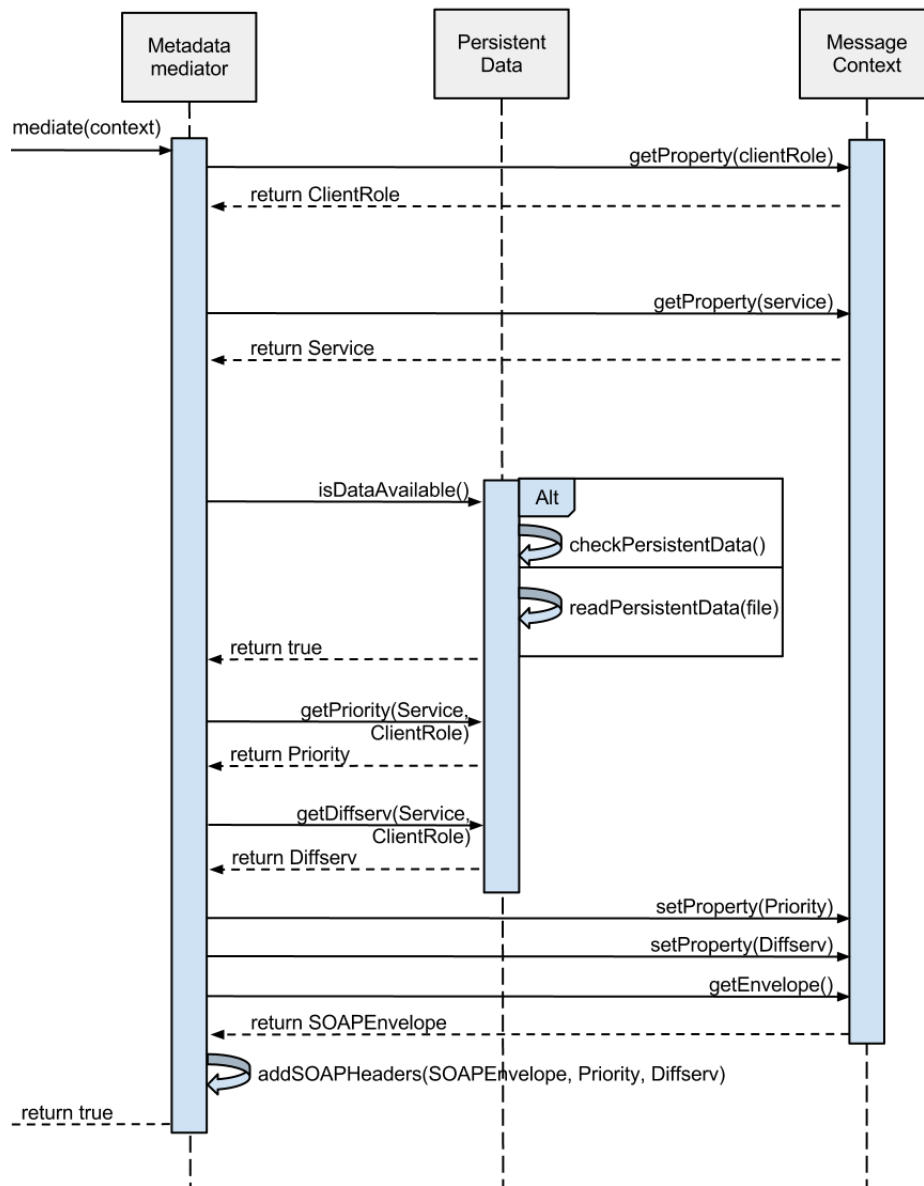 Metadada
mediator
Persistent
Data
Message
Context
mediate(context)
getProperty(clientRole)
return ClientRole
getProperty(service)
return Service
isDataAvailable()
Alt
checkPersistentData()
readPersistentData(file)
return true
getPriority(Service,
ClientRole)
return Priority
getDiffserv(Service,
ClientRole)
return Diffserv
setProperty(Priority)
setProperty(Diffserv)
getEnvelope()
return SOAPEnvelope
addSOAPHeaders(SOAPEnvelope, Priority, Diffserv)
return true